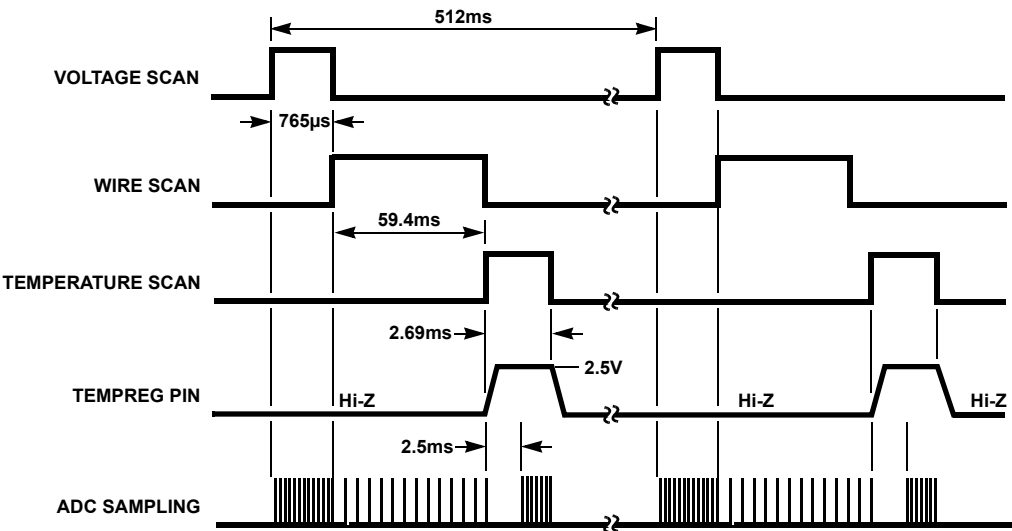 512ms
VOLTAGE SCAN
765µs
WIRE SCAN
59.4ms
TEMPERATURE SCAN
2.69ms
2.5V
TEMPREG PIN
Hi-Z
Hi-Z
Hi-Z
2.5ms
ADC SAMPLING